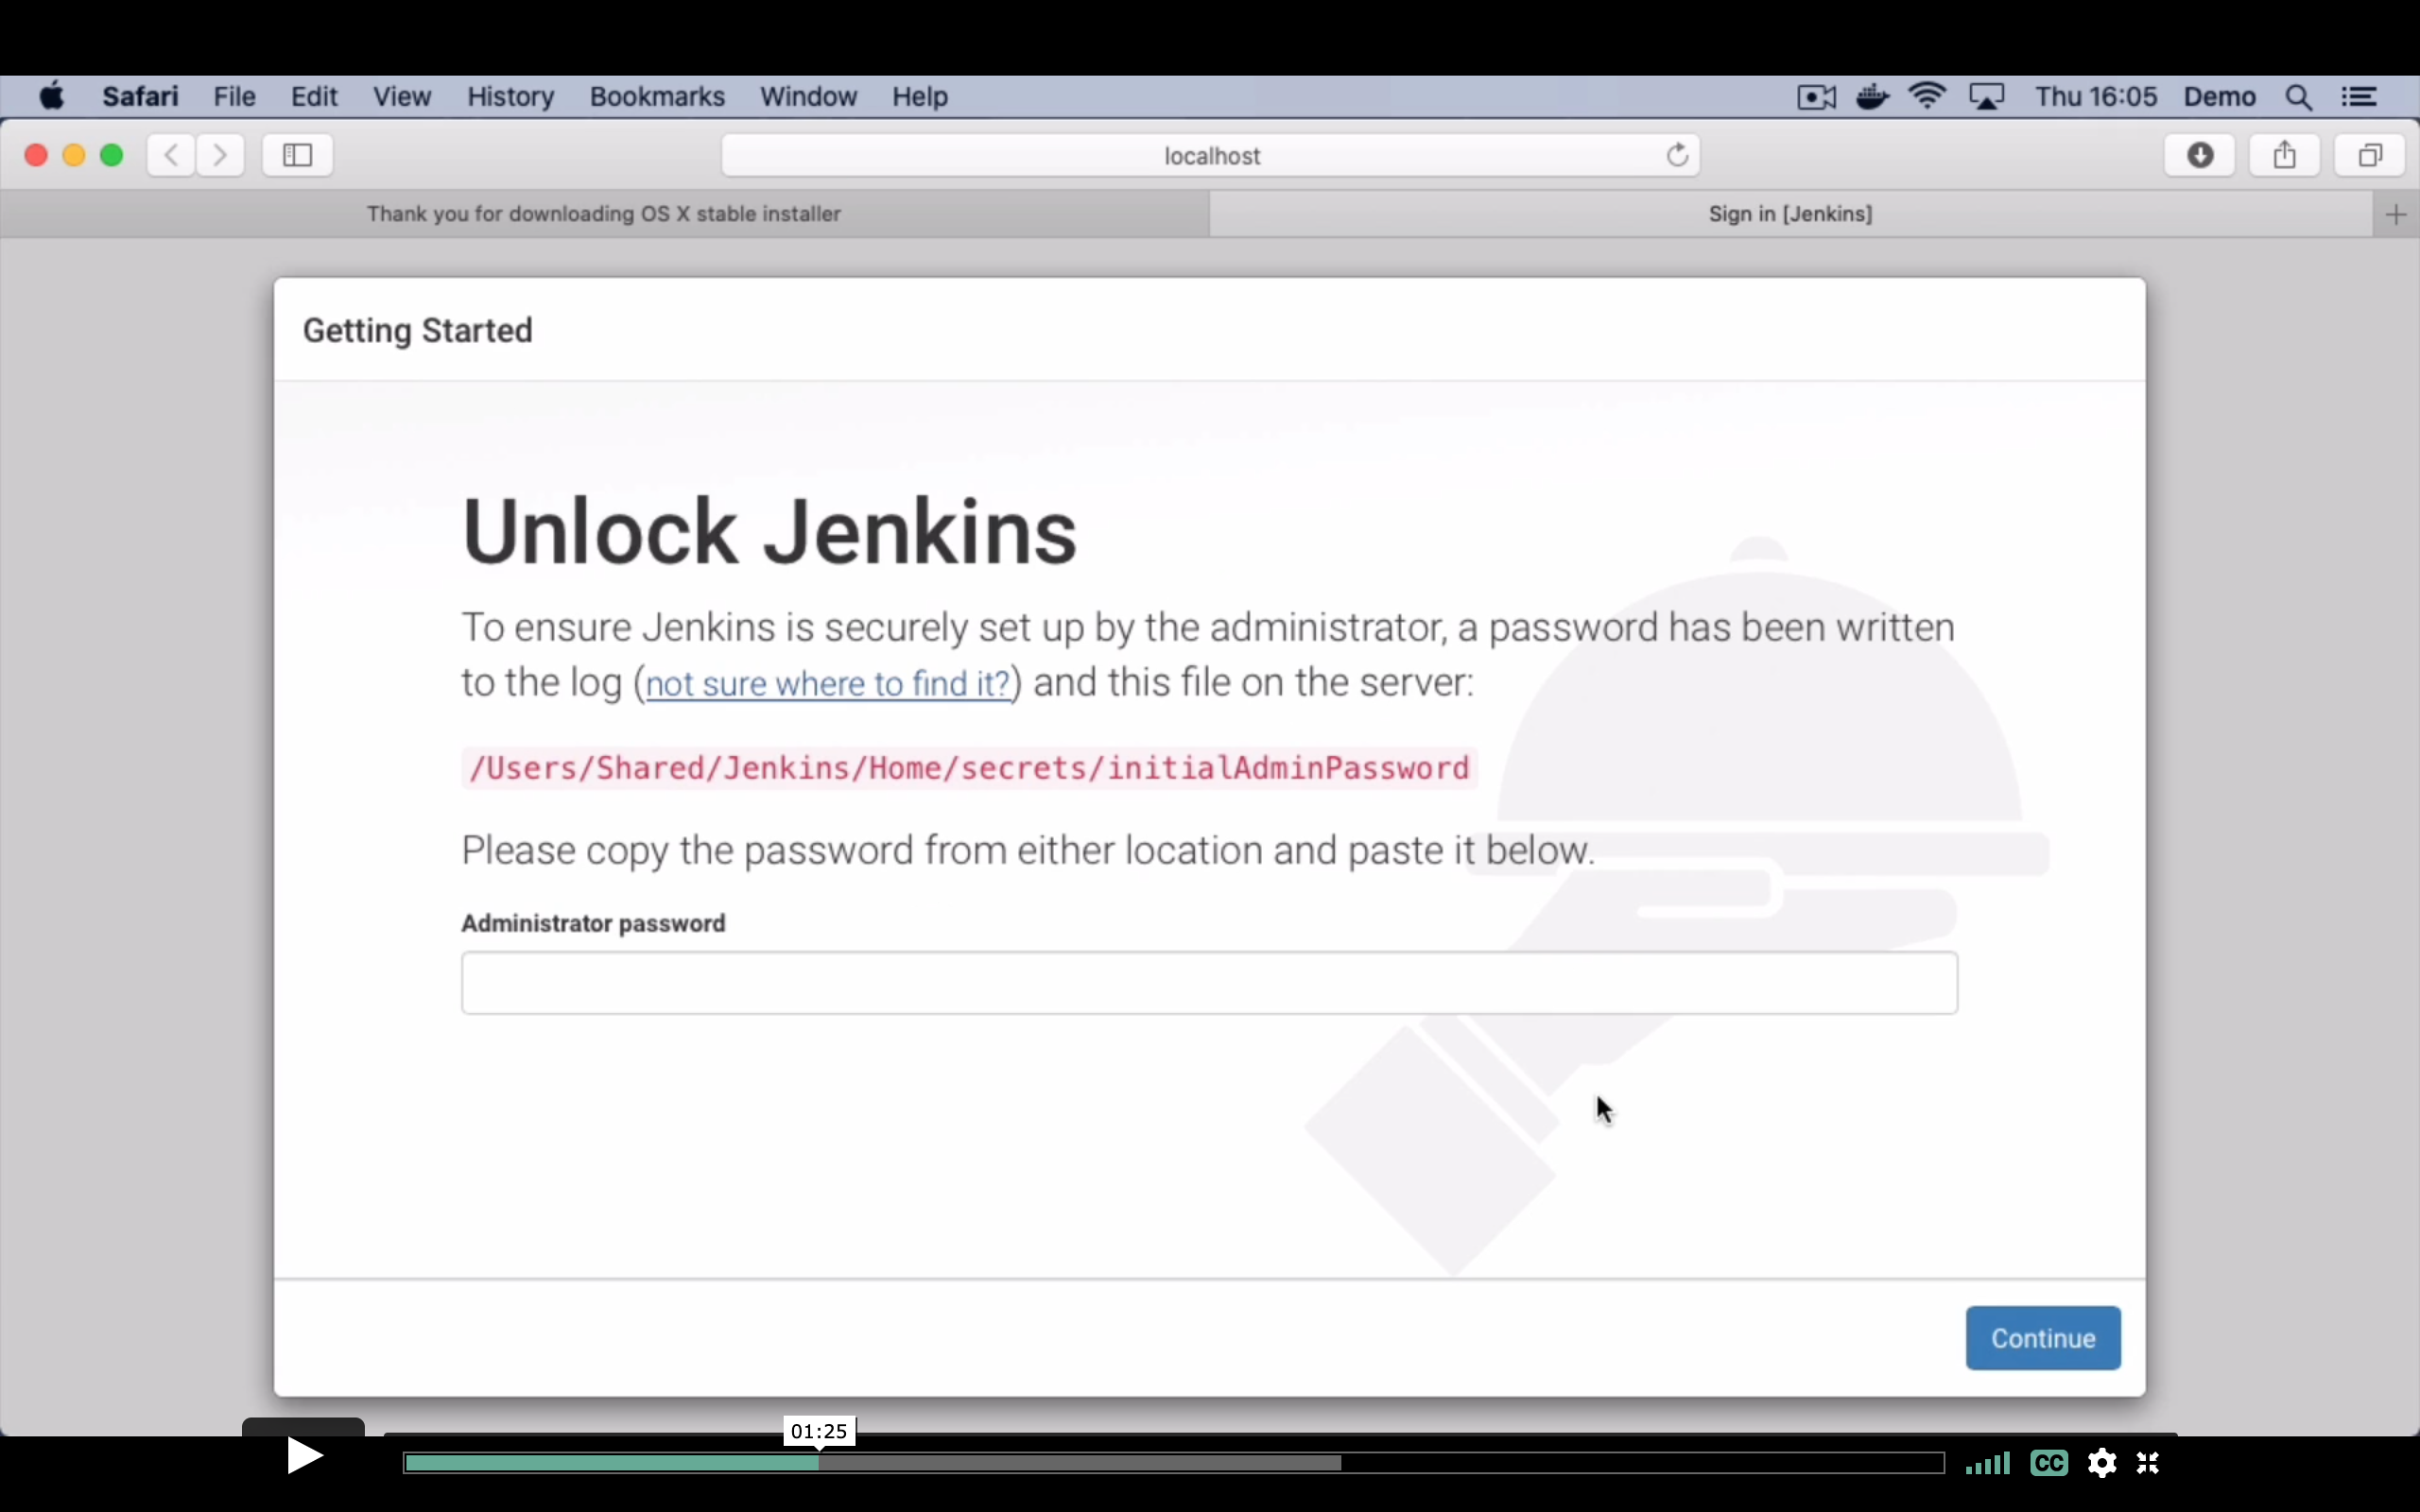 Safari File Edit View History Bookmarks Window Help Thu 16:05 Demo
localhost
Thank you for downloading OS X stable installer Sign in [Jenkins]
Getting Started
Unlock Jenkins
To ensure Jenkins is securely set up by the administrator, a password has been written
to the log (not sure where to find it?) and this file on the server:
/Users/Shared/Jenkins/Home/secrets/initialAdminPassword
Please copy the password from either location and paste it below.
Administrator password
Continue
01:25
CC